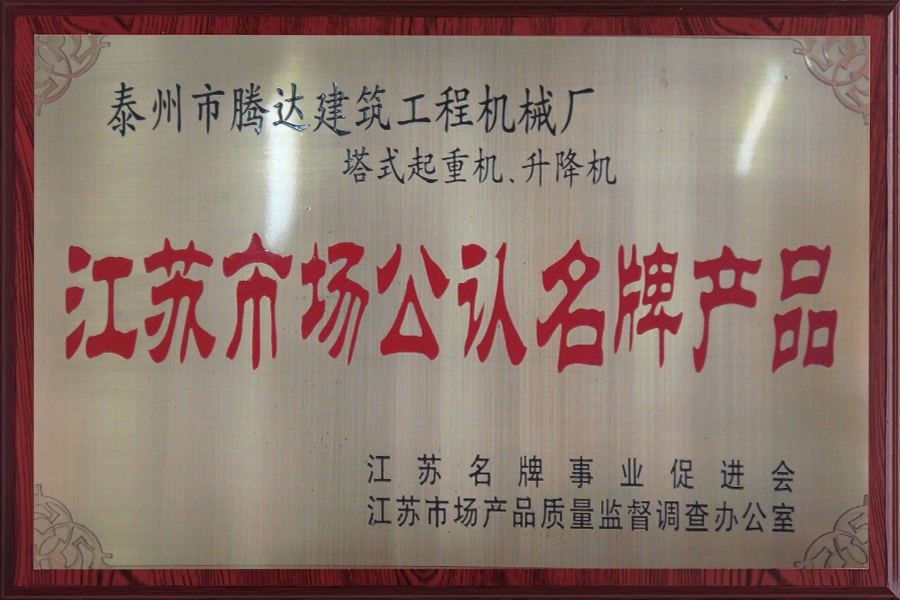 泰州市腾达建筑工程机械厂
塔式起重机、升降机
江苏市场公认名牌产品
江苏名牌事业促进会
江苏市场产品质量监督调查办公室